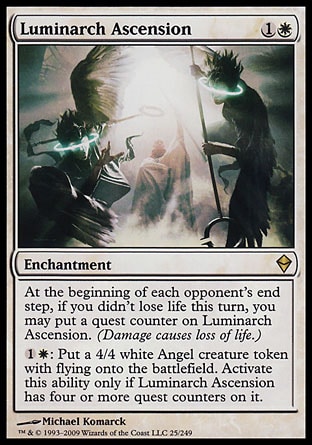 Luminarch Ascension 1
Enchantment
At the beginning of each opponent's end
step, if you didn't lose life this turn, you
may put a quest counter on Luminarch
Ascension. (Damage causes loss of life.)
1 : Put a 4/4 white Angel creature token
with flying onto the battlefield. Activate
this ability only if Luminarch Ascension
has four or more quest counters on it.
Michael Komarck
™ & © 1993–2009 Wizards of the Coast LLC 25/249